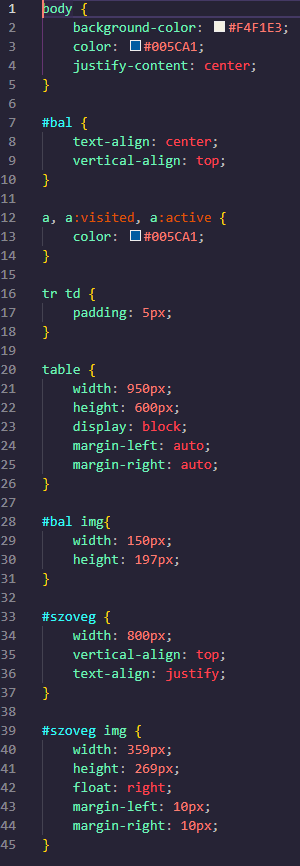 1 body {
2     background-color: #F4F1E3;
3     color: #005CA1;
4     justify-content: center;
5 }
6
7 #bal {
8     text-align: center;
9     vertical-align: top;
10 }
11
12 a, a:visited, a:active {
13     color: #005CA1;
14 }
15
16 tr td {
17     padding: 5px;
18 }
19
20 table {
21     width: 950px;
22     height: 600px;
23     display: block;
24     margin-left: auto;
25     margin-right: auto;
26 }
27
28 #bal img{
29     width: 150px;
30     height: 197px;
31 }
32
33 #szoveg {
34     width: 800px;
35     vertical-align: top;
36     text-align: justify;
37 }
38
39 #szoveg img {
40     width: 359px;
41     height: 269px;
42     float: right;
43     margin-left: 10px;
44     margin-right: 10px;
45 }